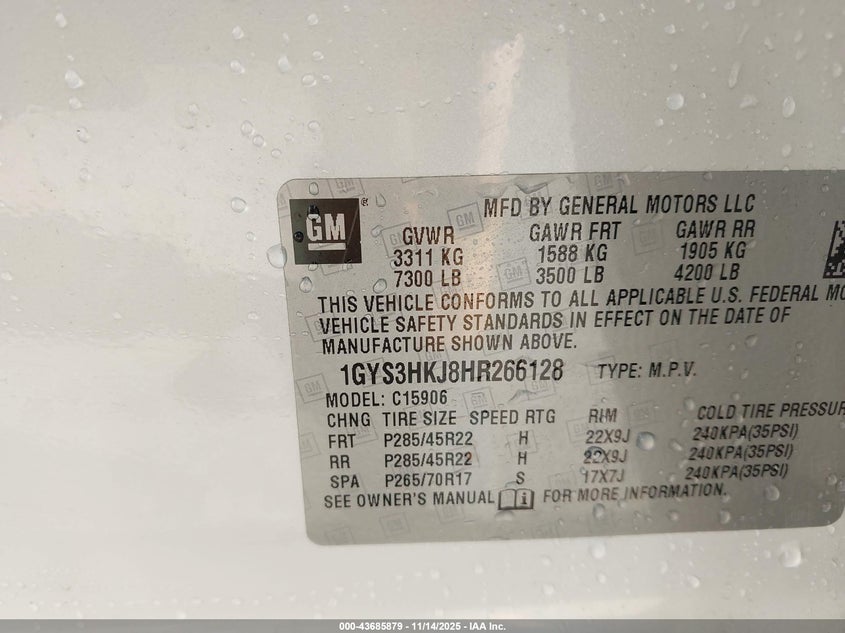 GM
MFD BY GENERAL MOTORS LLC
GVWR GAWR FRT GAWR RR
3311 KG 1588 KG 1905 KG
7300 LB 3500 LB 4200 LB
THIS VEHICLE CONFORMS TO ALL APPLICABLE U.S. FEDERAL MO
VEHICLE SAFETY STANDARDS IN EFFECT ON THE DATE OF
MANUFACTURE SHOWN ABOVE.
1GYS3HKJ8HR266128 TYPE: M.P.V.
MODEL: C15906
CHNG TIRE SIZE SPEED RTG RIM COLD TIRE PRESSUR
FRT P285/45R22 H 22X9J 240KPA(35PSI)
RR P285/45R22 H 22X9J 240KPA(35PSI)
SPA P265/70R17 S 17X7J 240KPA(35PSI)
SEE OWNER'S MANUAL i FOR MORE INFORMATION.
000-43685879 - 11/14/2025 - IAA Inc.